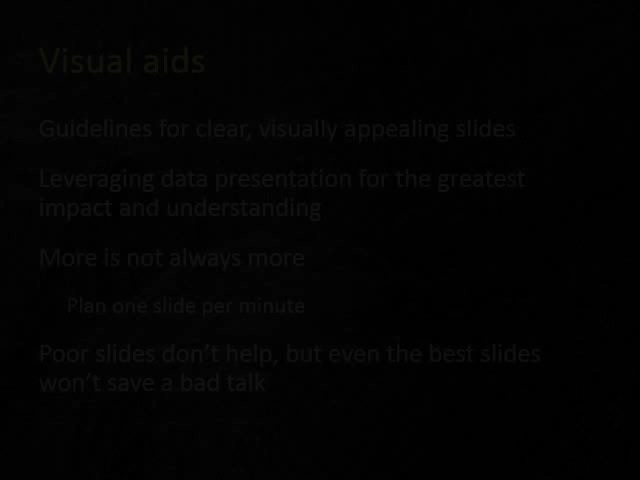 Visual aids
Guidelines for clear, visually appealing slides
Leveraging data presentation for the greatest
impact and understanding
More is not always more
Plan one slide per minute
Poor slides don't help, but even the best slides
won't save a bad talk